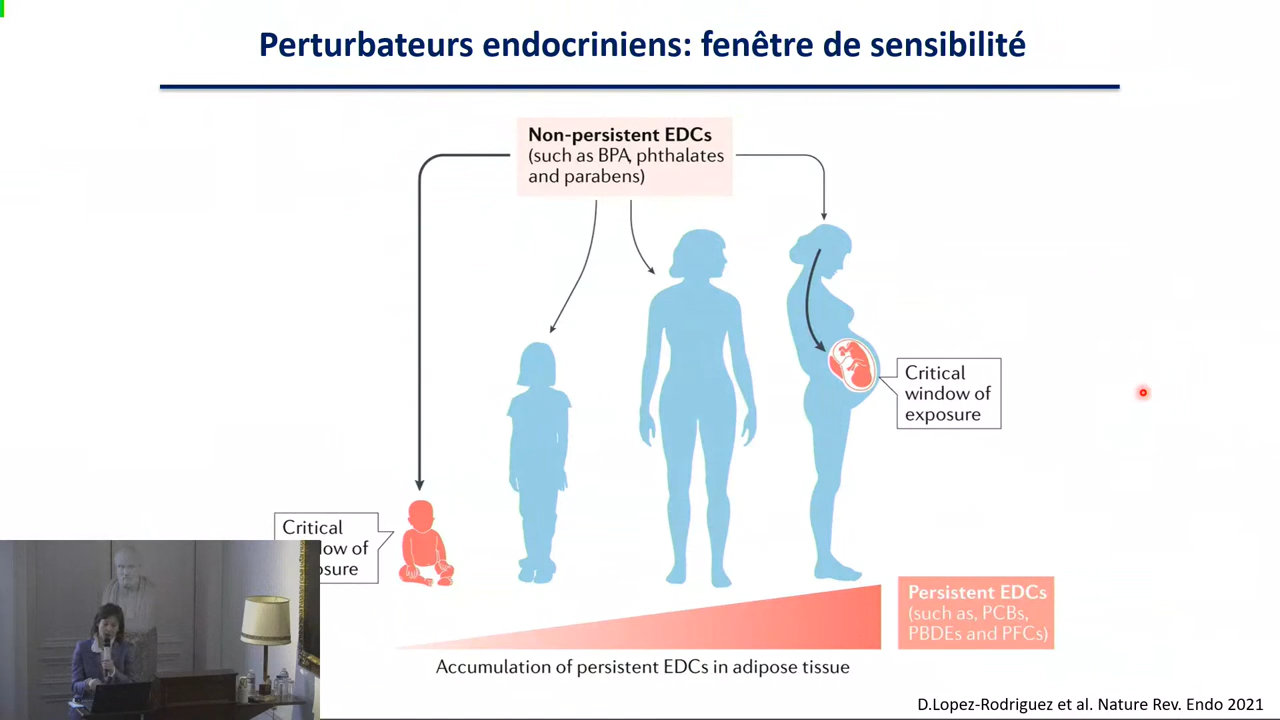 Perturbateurs endocriniens: fenêtre de sensibilité
Non-persistent EDCs
(such as BPA, phthalates
and parabens)
Critical
window of
exposure
Critical
Persistent EDCs
(such as, PCBs,
PBDEs and PFCs)
Accumulation of persistent EDCs in adipose tissue
D.Lopez-Rodriguez et al. Nature Rev. Endo 2021